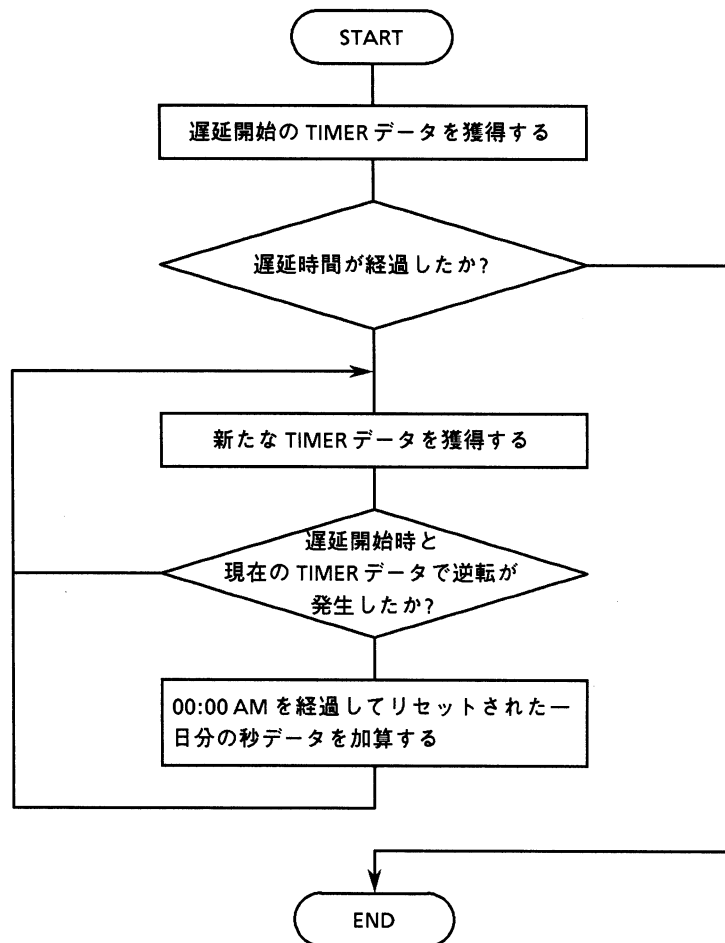 START
遅延開始の TIMER データを獲得する
遅延時間が経過したか?
新たな TIMER データを獲得する
遅延開始時と
現在の TIMER データで逆転が
発生したか?
00:00 AM を経過してリセットされた一
日分の秒データを加算する
END